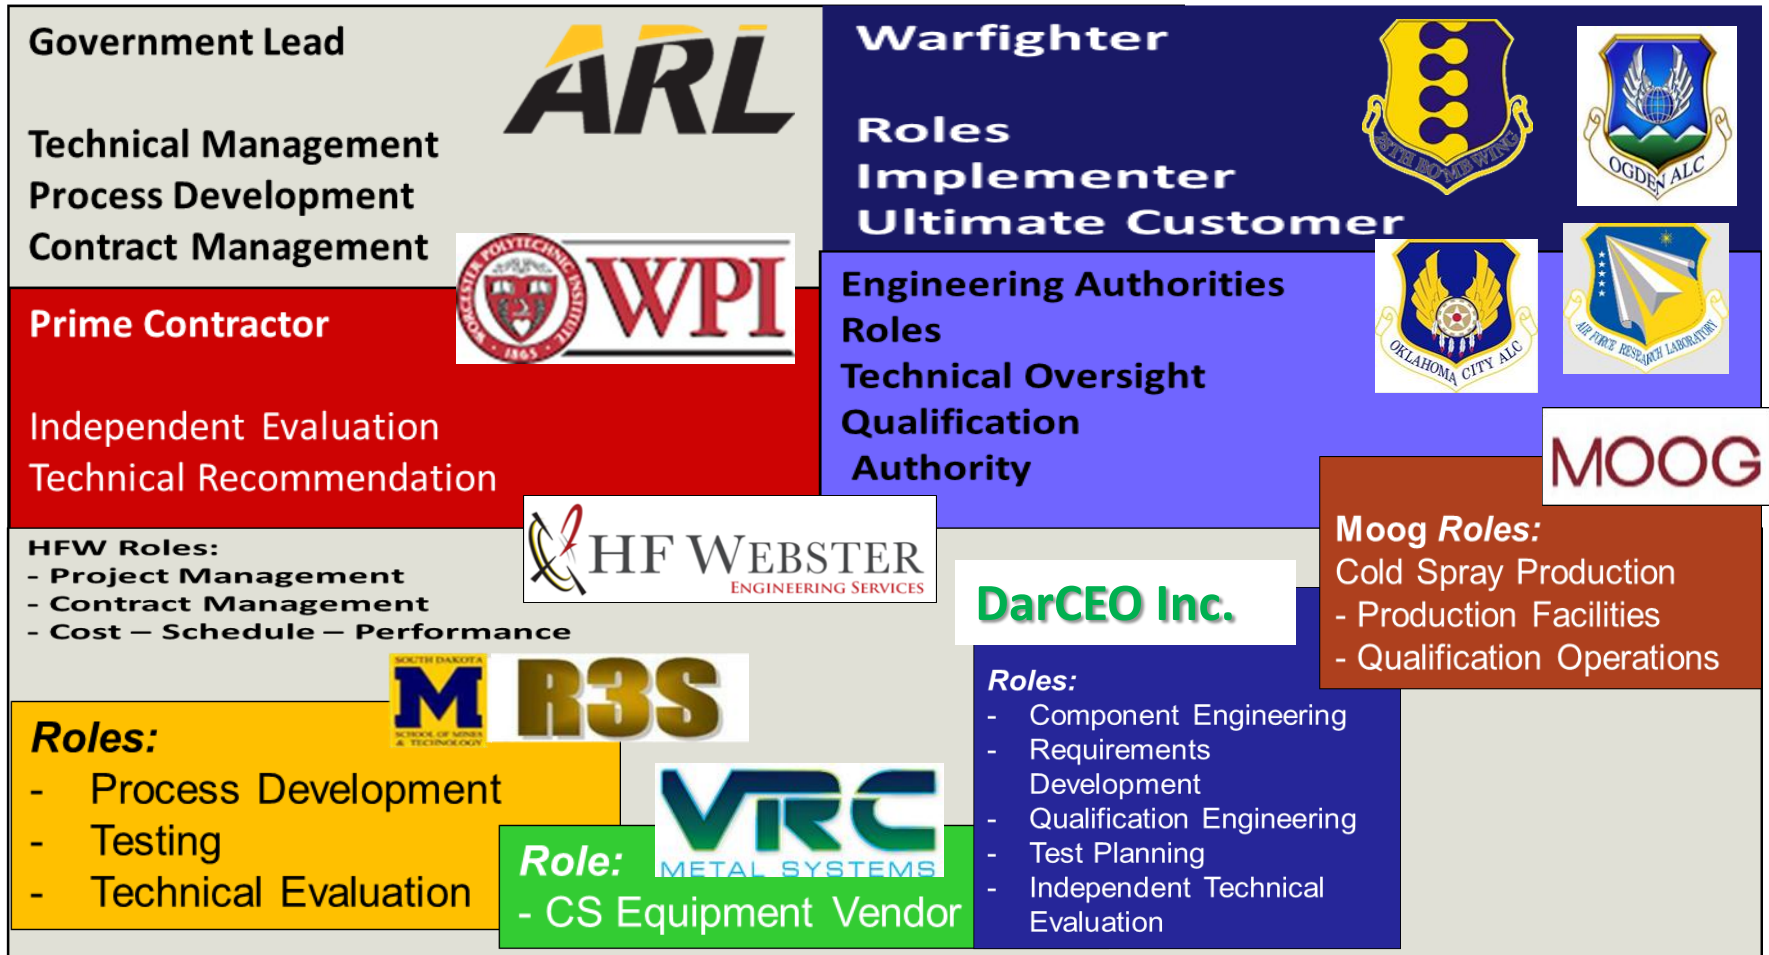 Government Lead
ARL
Technical Management
Process Development
Contract Management
Warfighter
Roles
Implementer
Ultimate Customer
28TH BOMB WING
OGDEN ALC
WORCESTER POLYTECHNIC INSTITUTE
1865
WPI
Prime Contractor
Independent Evaluation
Technical Recommendation
Engineering Authorities
Roles
Technical Oversight
Qualification
Authority
OKLAHOMA CITY ALC
AIR FORCE RESEARCH LABORATORY
MOOG
Moog Roles:
Cold Spray Production
- Production Facilities
- Qualification Operations
HFW Roles:
- Project Management
- Contract Management
- Cost – Schedule – Performance
HF WEBSTER
ENGINEERING SERVICES
SOUTH DAKOTA
M
SCHOOL OF MINES
& TECHNOLOGY
R3S
Roles:
- Process Development
- Testing
- Technical Evaluation
VRC
METAL SYSTEMS
Role:
- CS Equipment Vendor
DarCEO Inc.
Roles:
- Component Engineering
- Requirements
Development
- Qualification Engineering
- Test Planning
- Independent Technical
Evaluation